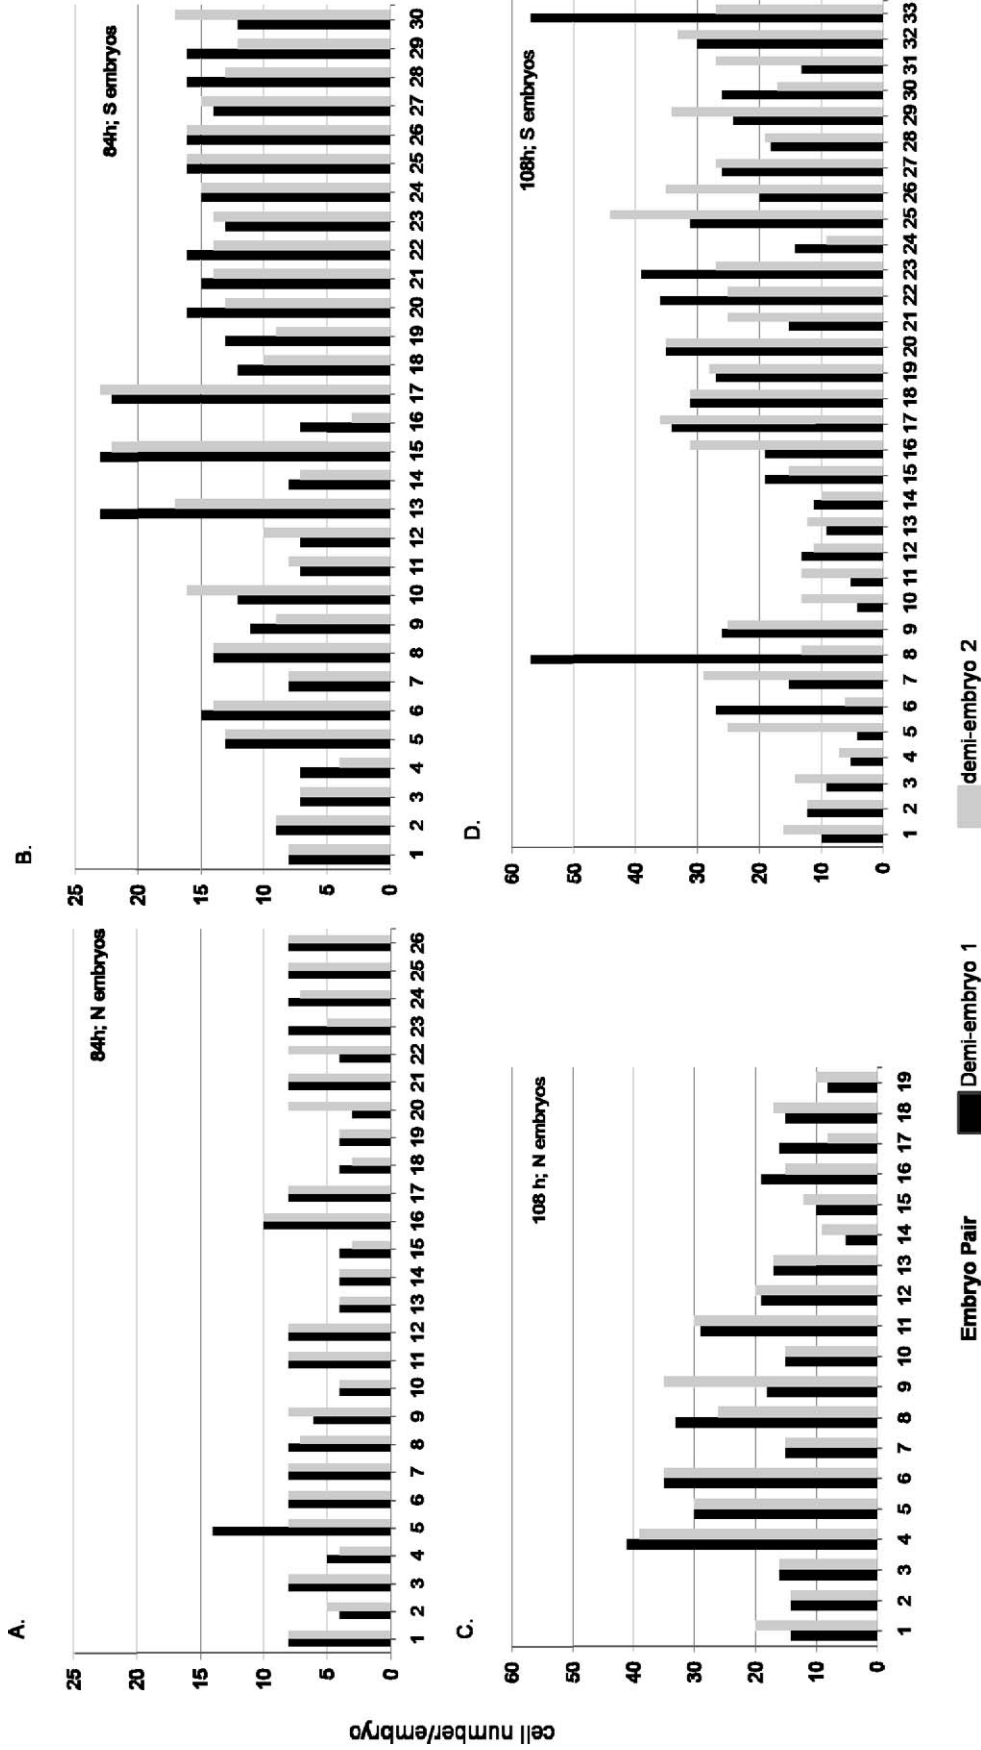 A.
84h; N embryos
25
20
15
10
5
0
1 2 3 4 5 6 7 8 9 10 11 12 13 14 15 16 17 18 19 20 21 22 23 24 25 26
B.
84h; S embryos
25
20
15
10
5
0
1 2 3 4 5 6 7 8 9 10 11 12 13 14 15 16 17 18 19 20 21 22 23 24 25 26 27 28 29 30
cell number/embryo
C.
108 h; N embryos
60
50
40
30
20
10
0
1 2 3 4 5 6 7 8 9 10 11 12 13 14 15 16 17 18 19
D.
108h; S embryos
60
50
40
30
20
10
0
1 2 3 4 5 6 7 8 9 10 11 12 13 14 15 16 17 18 19 20 21 22 23 24 25 26 27 28 29 30 31 32 33
Embryo Pair
Demi-embryo 1
demi-embryo 2